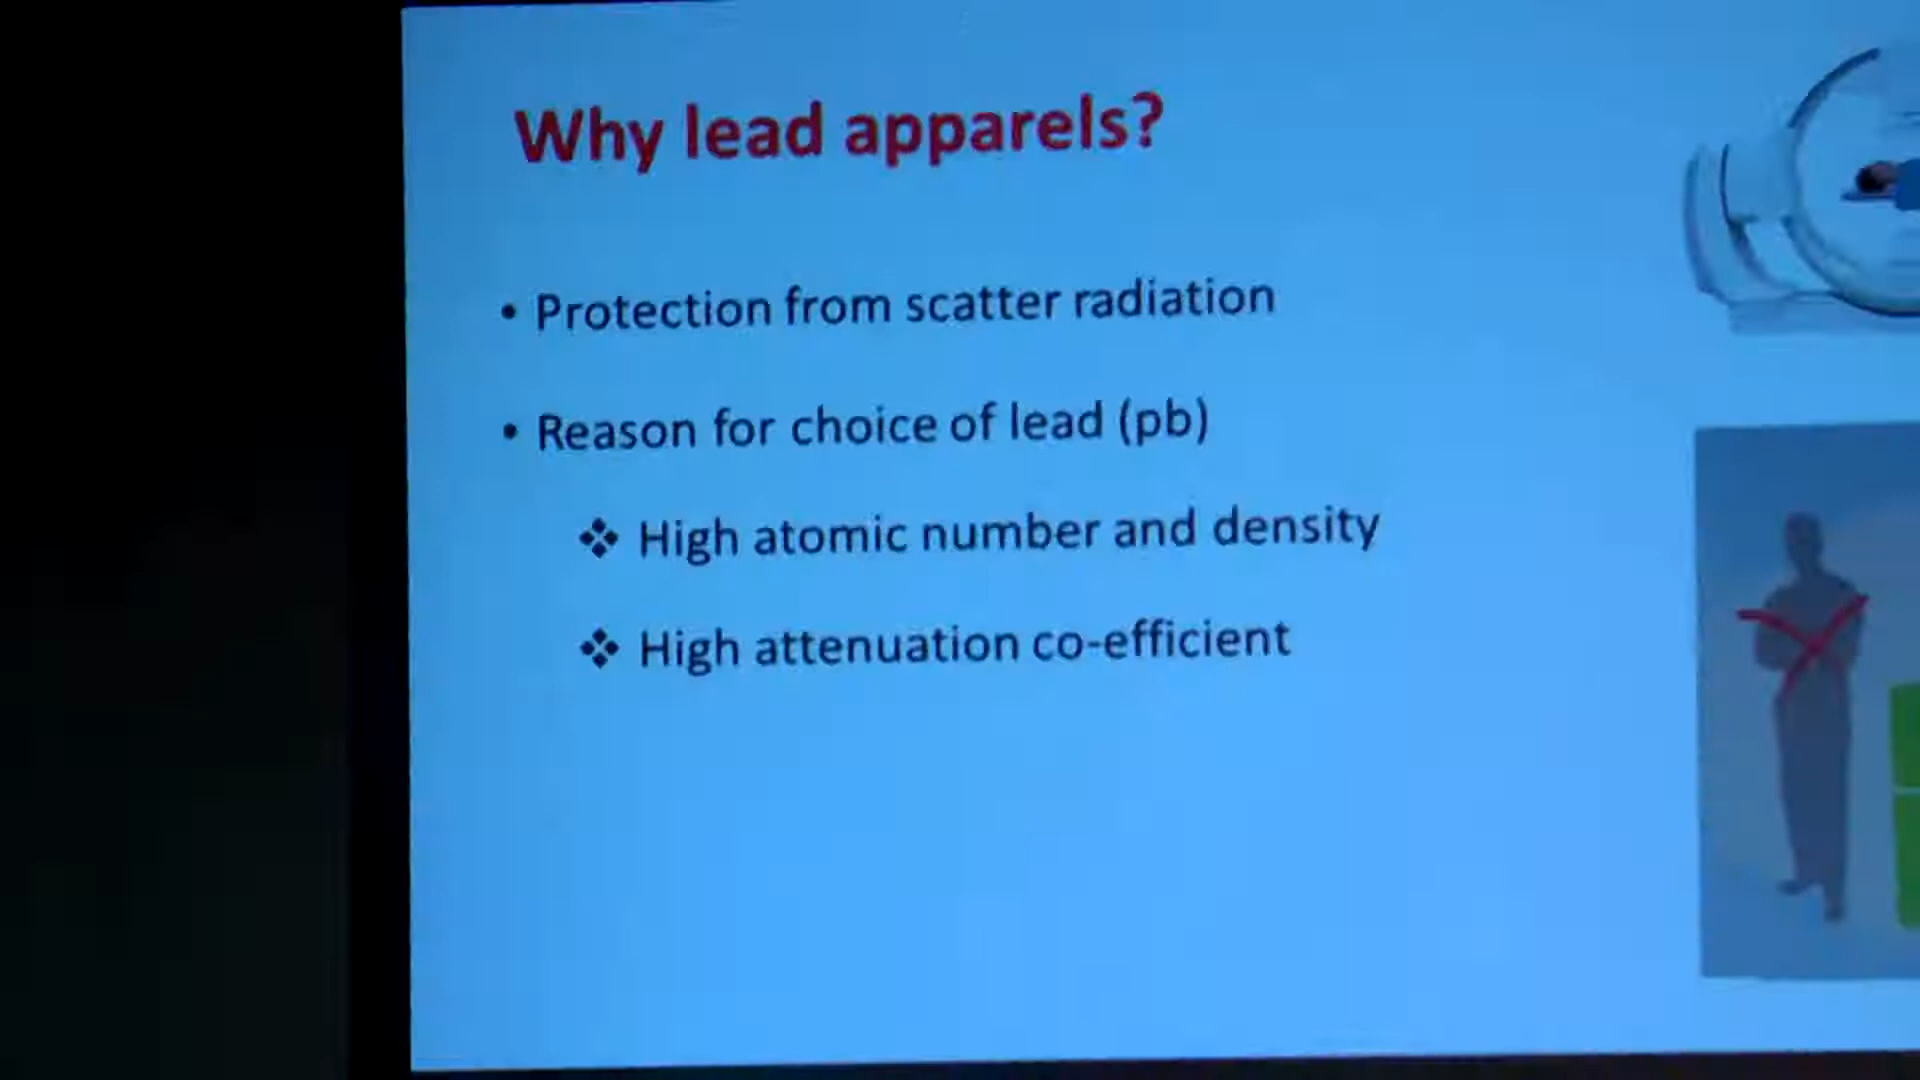 Why lead apparels?
• Protection from scatter radiation
• Reason for choice of lead (pb)
❖ High atomic number and density
❖ High attenuation co-efficient